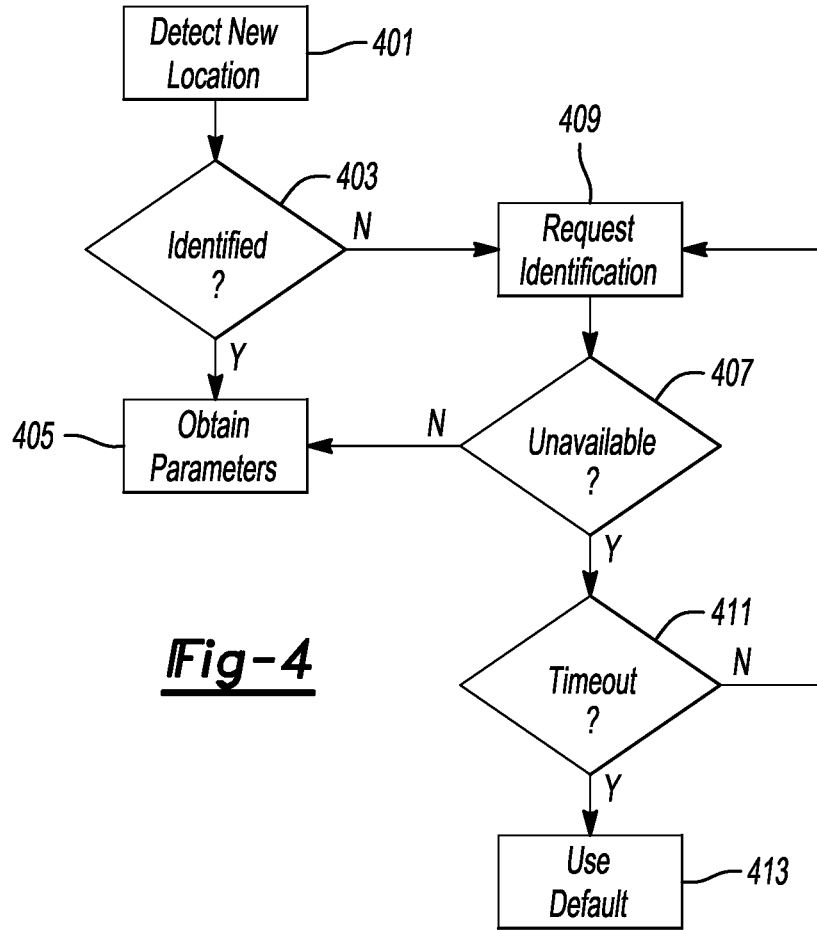 Detect New
Location
401
403
Identified
?
N
Y
409
Request
Identification
405
Obtain
Parameters
407
N
Unavailable
?
Y
411
Timeout
?
N
Y
Fig-4
Use
Default
413